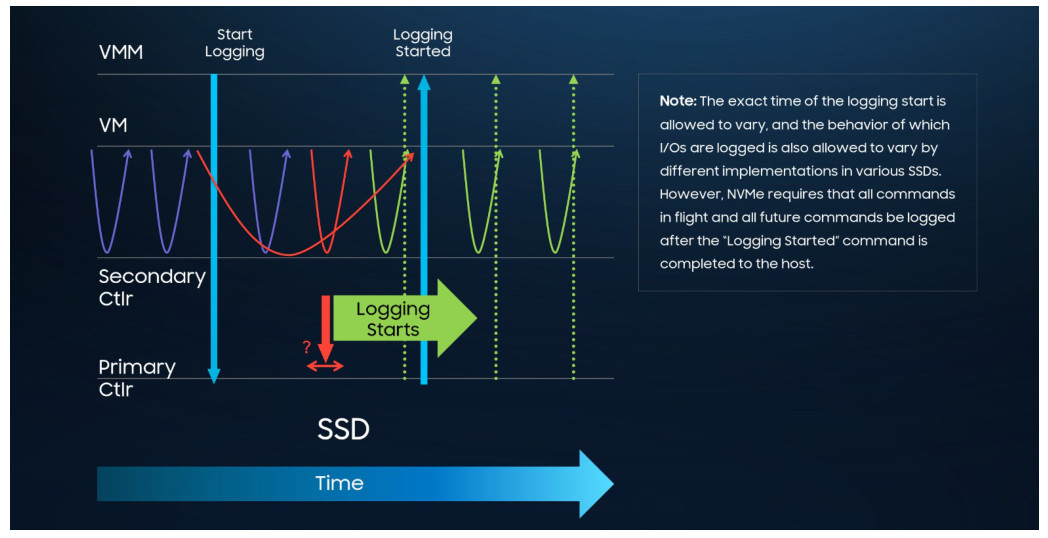 VMM
Start
Logging
Logging
Started
VM
Note: The exact time of the logging start is
allowed to vary, and the behavior of which
I/Os are logged is also allowed to vary by
different implementations in various SSDs.
However, NVMe requires that all commands
in flight and all future commands be logged
after the “Logging Started” command is
completed to the host.
Secondary
Ctlr
Logging
Starts
?
Primary
Ctlr
SSD
Time